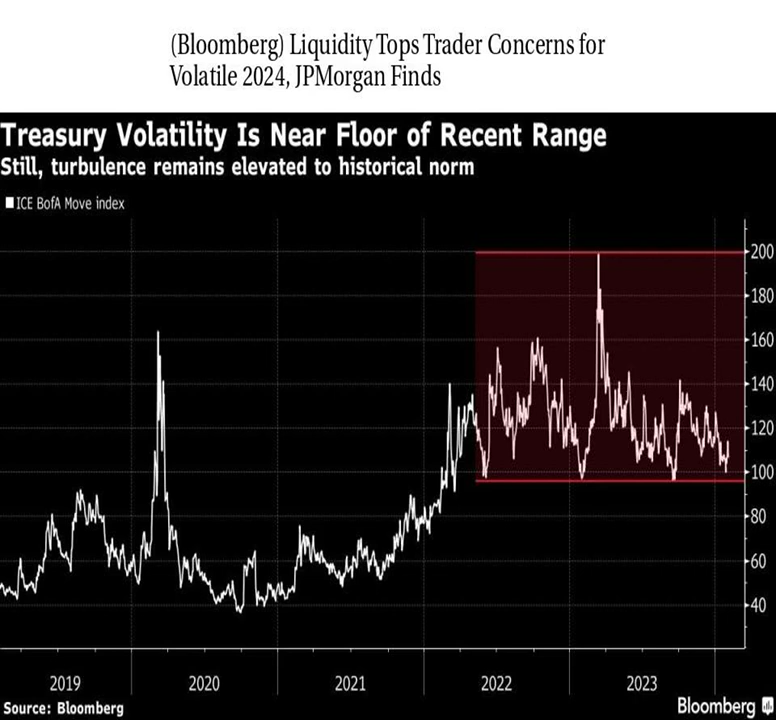 (Bloomberg) Liquidity Tops Trader Concerns for
Volatile 2024, JPMorgan Finds
Treasury Volatility Is Near Floor of Recent Range
Still, turbulence remains elevated to historical norm
ICE BofA Move index
200
180
160
140
120
100
80
60
40
2019 2020 2021 2022 2023
Source: Bloomberg
Bloomberg